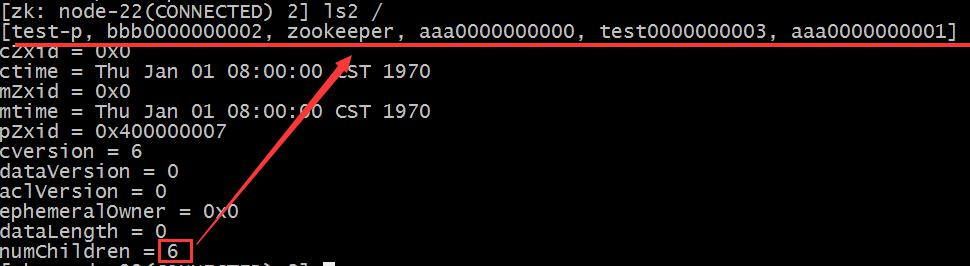 [zk: node-22(CONNECTED) 2] ls2 /
[test-p, bbb0000000002, zookeeper, aaa0000000000, test0000000003, aaa0000000001]
cZxid = 0x0
ctime = Thu Jan 01 08:00:00 CST 1970
mZxid = 0x0
mtime = Thu Jan 01 08:00:00 CST 1970
pZxid = 0x400000007
cversion = 6
dataVersion = 0
aclVersion = 0
ephemeralOwner = 0x0
dataLength = 0
numChildren = 6